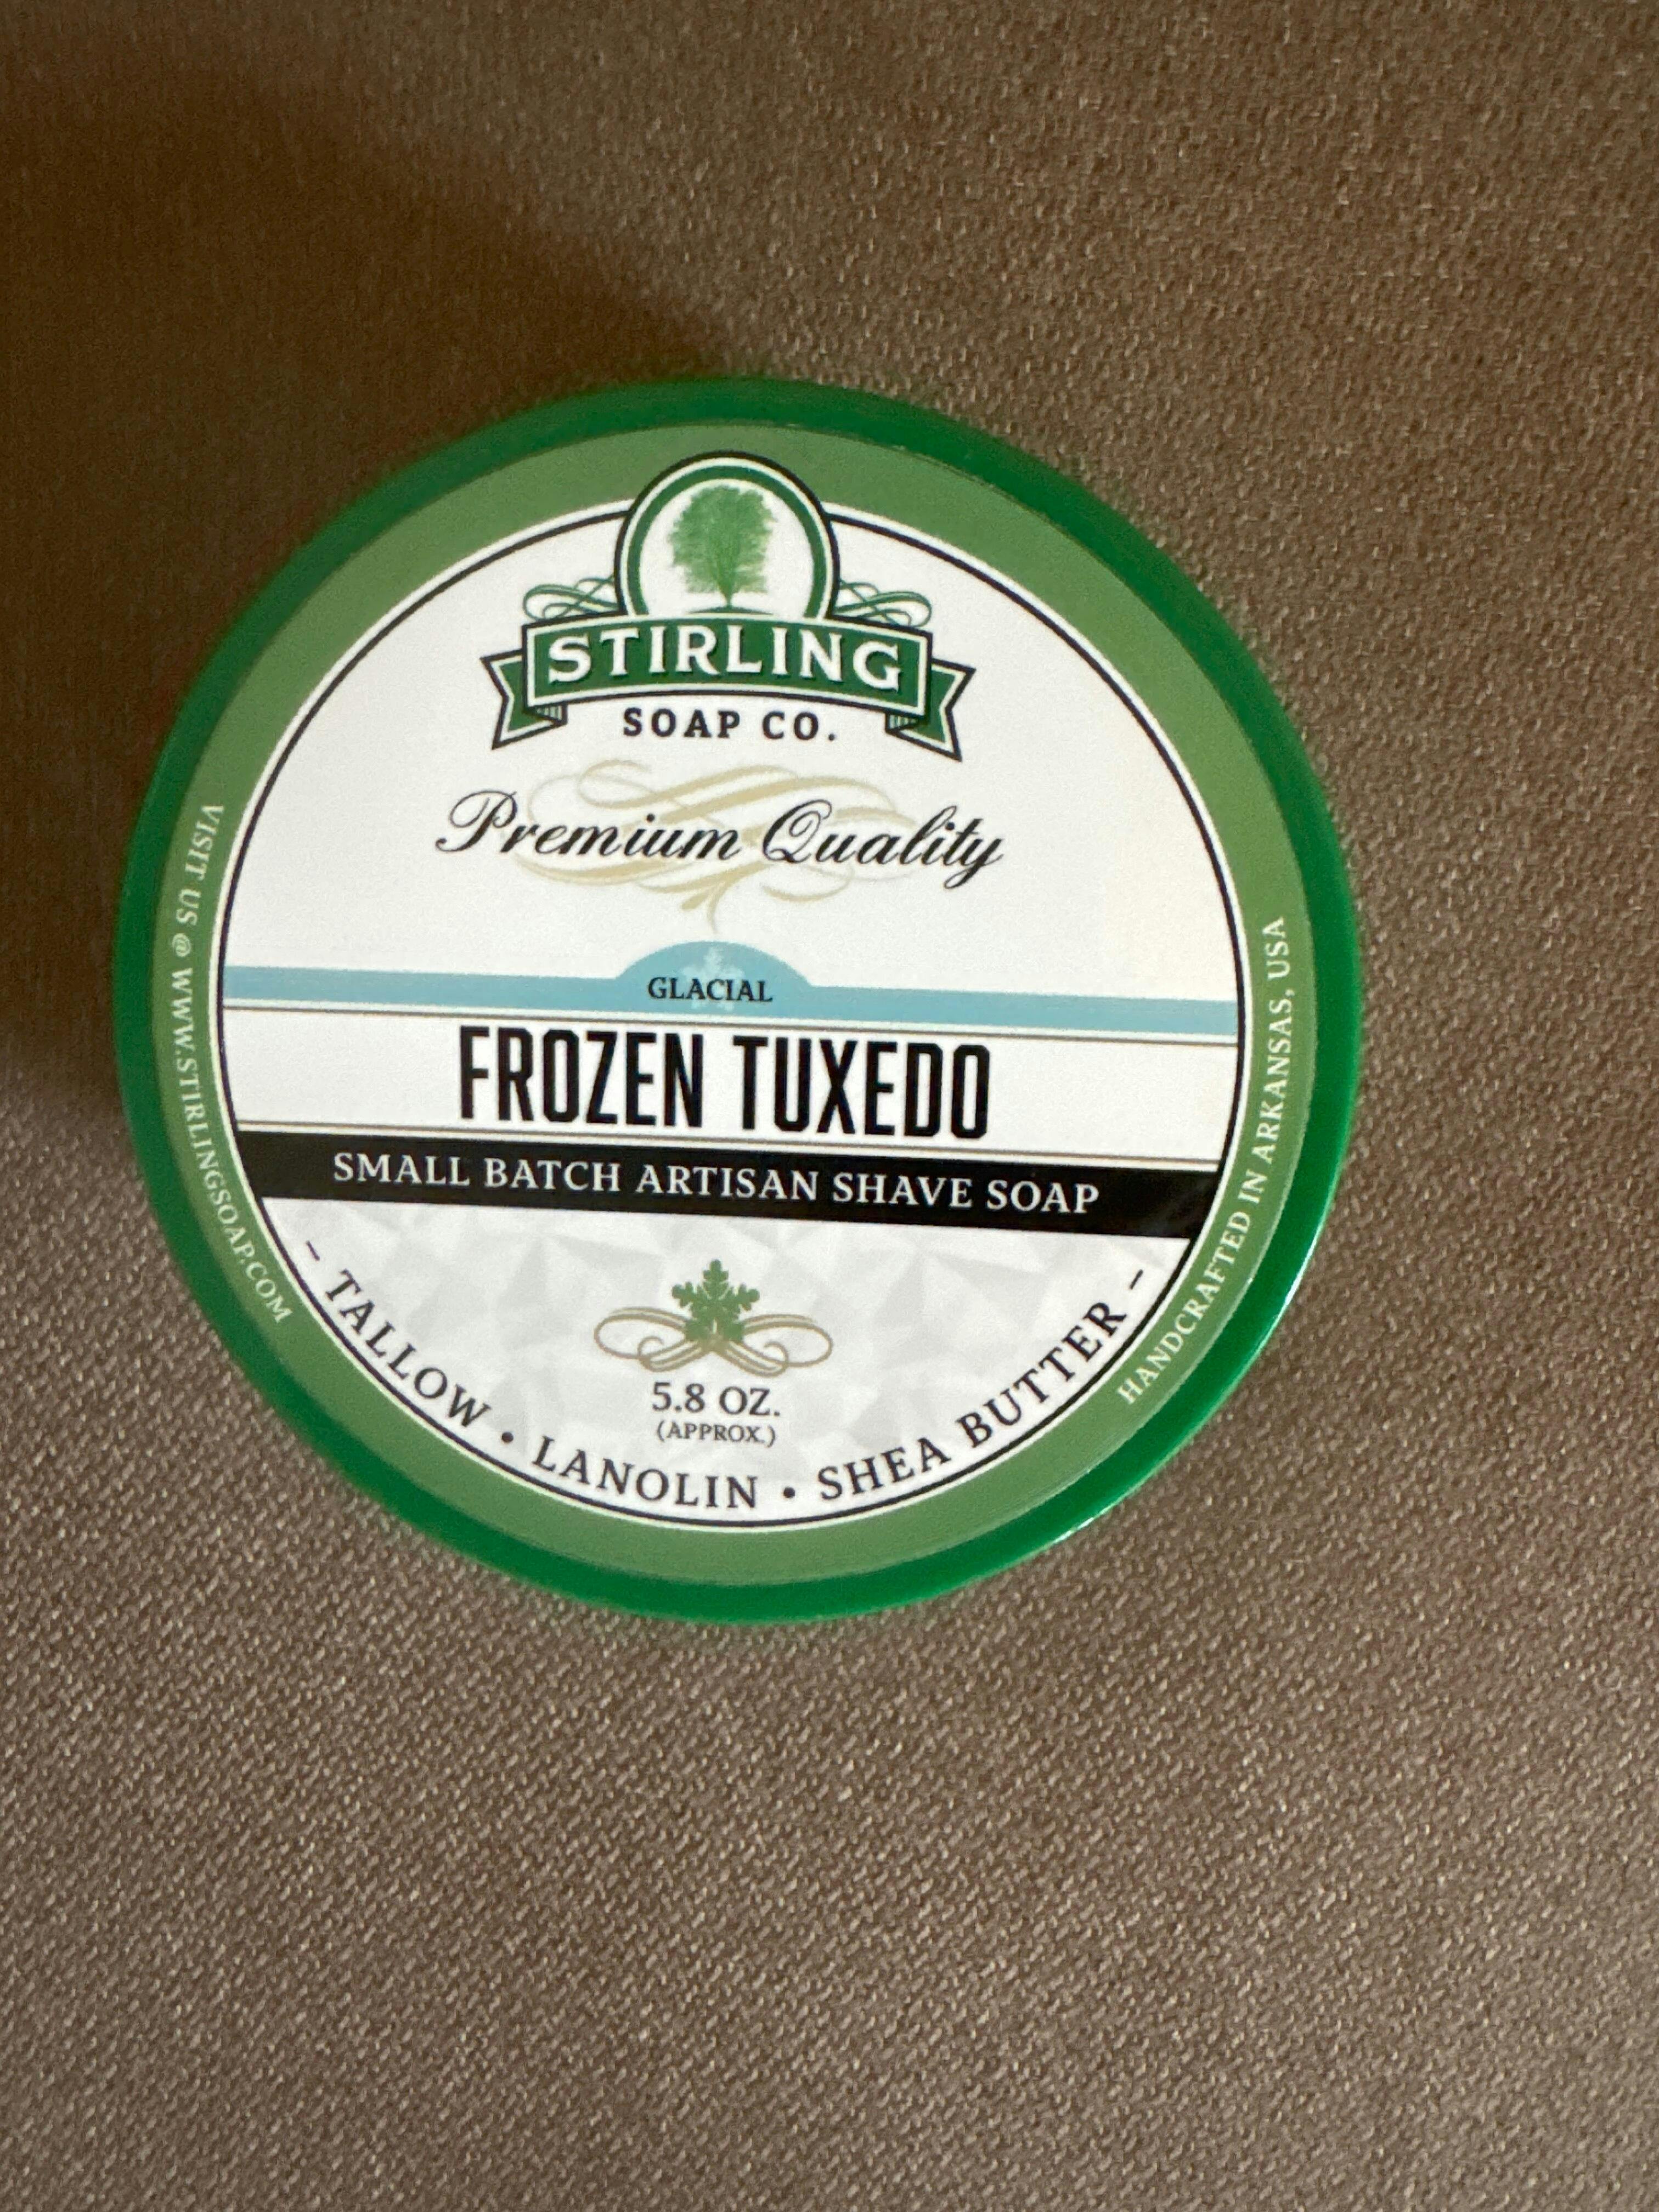 STIRLING
SOAP CO.
Premium Quality
GLACIAL
FROZEN TUXEDO
SMALL BATCH ARTISAN SHAVE SOAP
5.8 OZ.
(APPROX.)
– TALLOW • LANOLIN • SHEA BUTTER –
VISIT US @ WWW.STIRLINGSOAP.COM
HANDCRAFTED IN ARKANSAS, USA